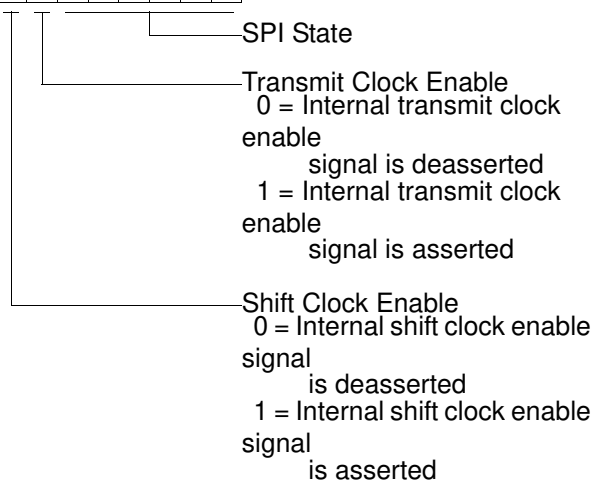 SPI State
Transmit Clock Enable
0 = Internal transmit clock
enable
signal is deasserted
1 = Internal transmit clock
enable
signal is asserted
Shift Clock Enable
0 = Internal shift clock enable
signal
is deasserted
1 = Internal shift clock enable
signal
is asserted